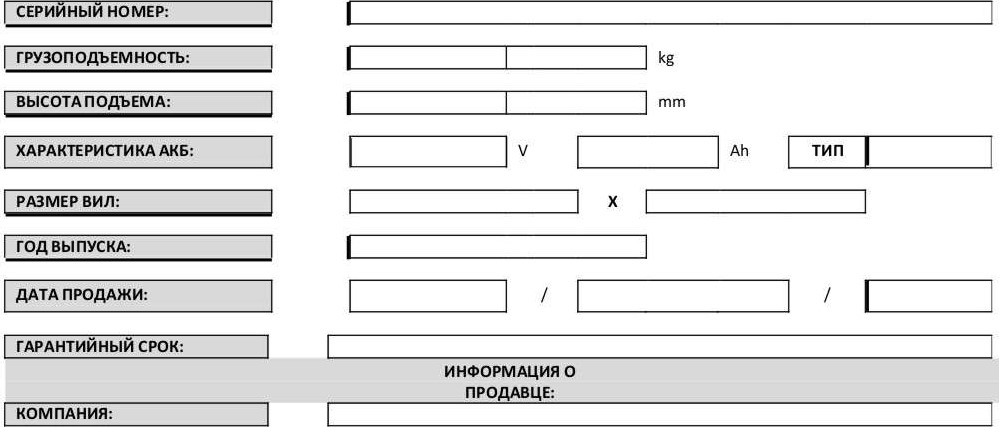 СЕРИЙНЫЙ НОМЕР:
ГРУЗОПОДЪЕМНОСТЬ: kg
ВЫСОТА ПОДЪЕМА: mm
ХАРАКТЕРИСТИКА АКБ: V Ah ТИП
РАЗМЕР ВИЛ: X
ГОД ВЫПУСКА:
ДАТА ПРОДАЖИ: / /
ГАРАНТИЙНЫЙ СРОК:
ИНФОРМАЦИЯ О
ПРОДАВЦЕ:
КОМПАНИЯ: